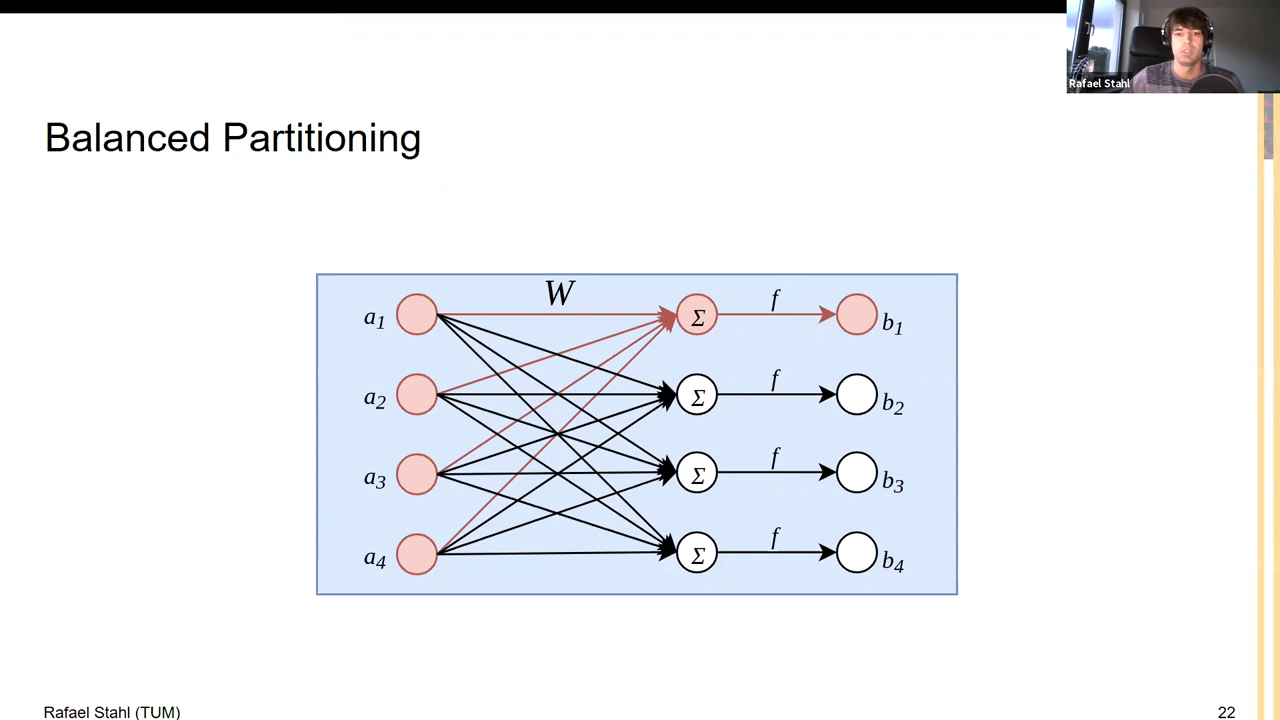 Rafael Stahl
Balanced Partitioning
W
a1 Σ f b1
a2 Σ f b2
a3 Σ f b3
a4 Σ f b4
Rafael Stahl (TUM)
22